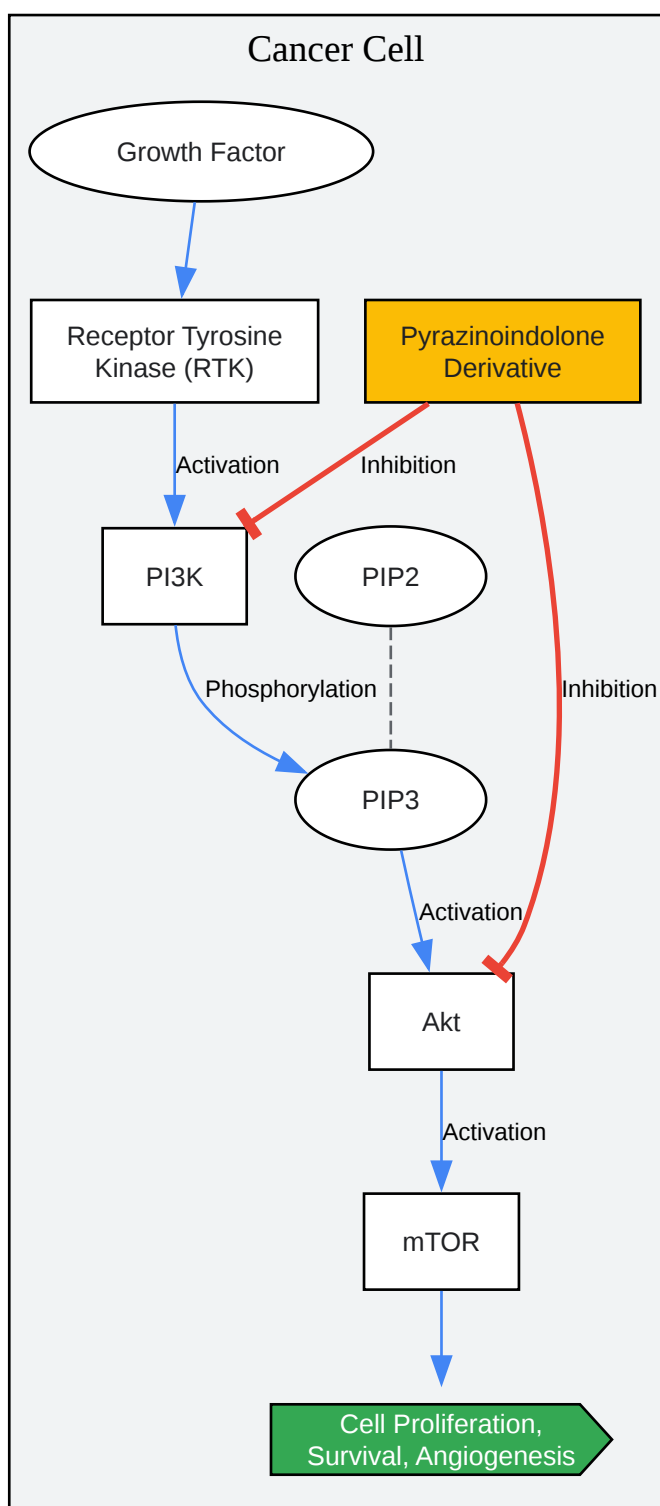 Cancer Cell
Growth Factor
Receptor Tyrosine
Kinase (RTK)
Pyrazinoindolone
Derivative
Activation
Inhibition
PI3K
PIP2
Phosphorylation
Inhibition
PIP3
Activation
Akt
Activation
mTOR
Cell Proliferation,
Survival, Angiogenesis